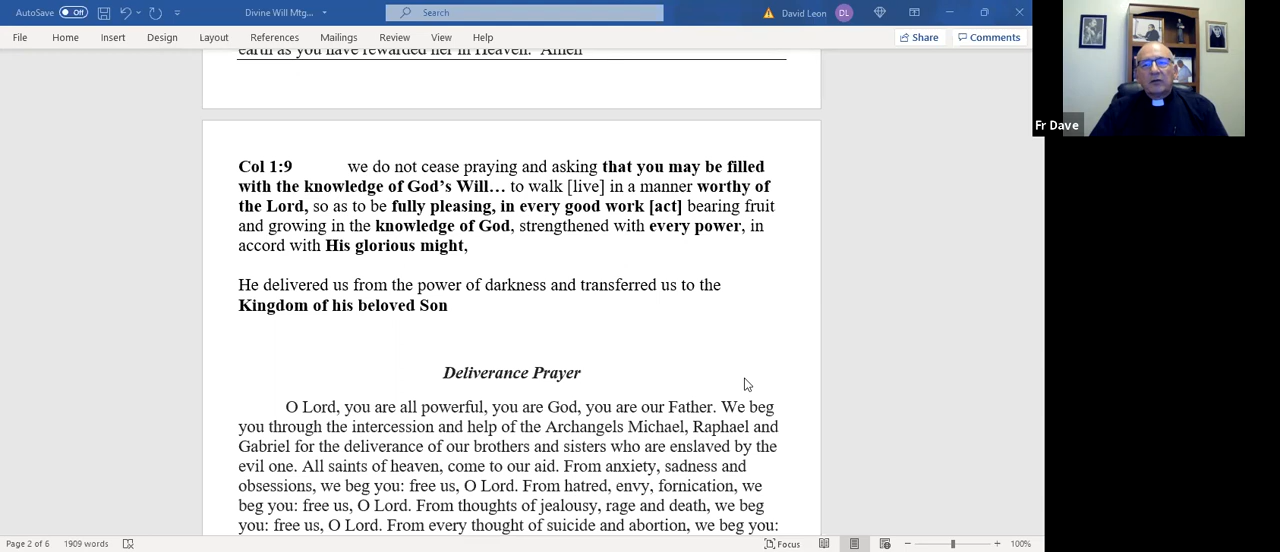 AutoSave Off Divine Will Mtg... Search David Leon DL
File Home Insert Design Layout References Mailings Review View Help Share Comments
earth as you have rewarded her in Heaven. Amen
Fr Dave
Col 1:9 we do not cease praying and asking that you may be filled
with the knowledge of God's Will… to walk [live] in a manner worthy of
the Lord, so as to be fully pleasing, in every good work [act] bearing fruit
and growing in the knowledge of God, strengthened with every power, in
accord with His glorious might,
He delivered us from the power of darkness and transferred us to the
Kingdom of his beloved Son
Deliverance Prayer
O Lord, you are all powerful, you are God, you are our Father. We beg
you through the intercession and help of the Archangels Michael, Raphael and
Gabriel for the deliverance of our brothers and sisters who are enslaved by the
evil one. All saints of heaven, come to our aid. From anxiety, sadness and
obsessions, we beg you: free us, O Lord. From hatred, envy, fornication, we
beg you: free us, O Lord. From thoughts of jealousy, rage and death, we beg
you: free us, O Lord. From every thought of suicide and abortion, we beg you:
Page 2 of 6 1909 words Focus 100%